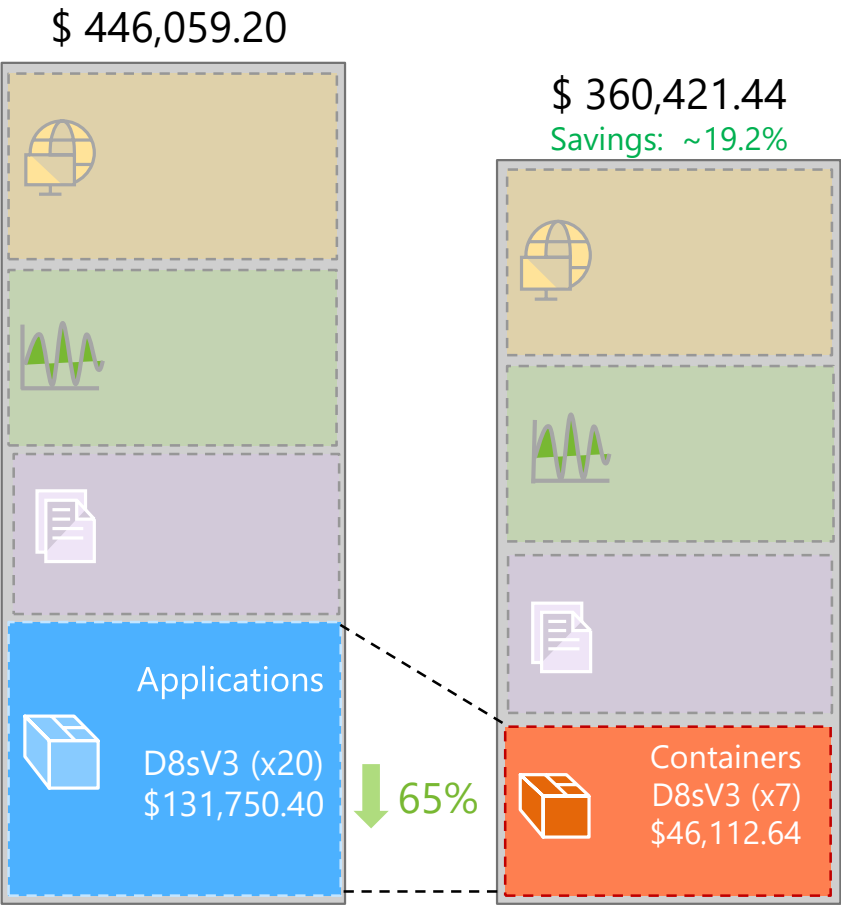 $ 446,059.20
$ 360,421.44
Savings: ~19.2%
Applications
D8sV3 (x20)
$131,750.40
65%
Containers
D8sV3 (x7)
$46,112.64